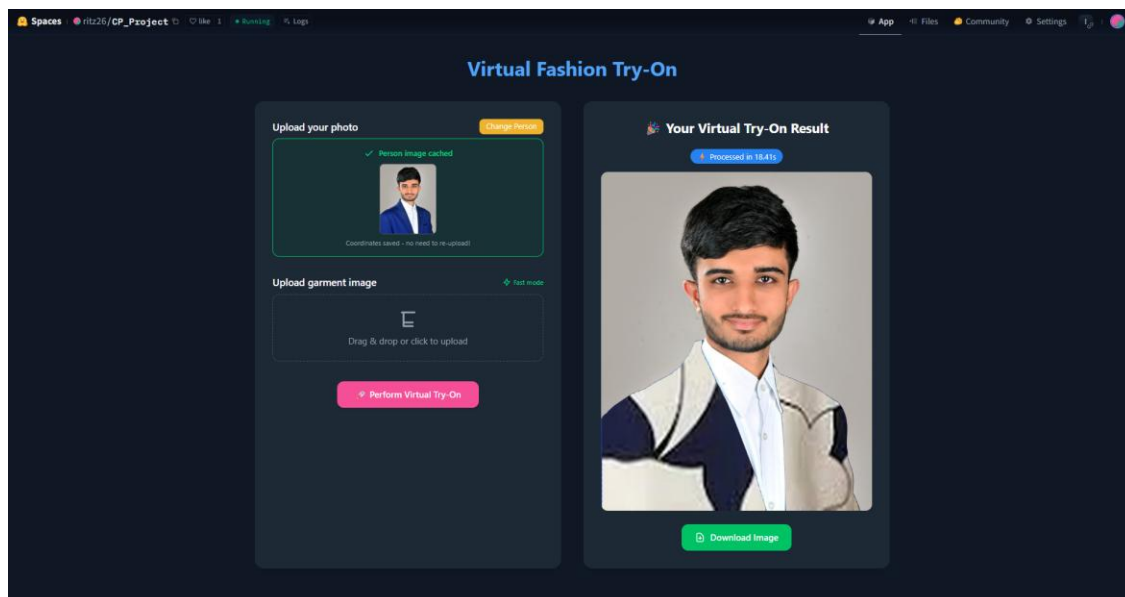 Spaces ritz26/CP_Project like 1 Running Logs
App Files Community Settings
Virtual Fashion Try-On
Upload your photo
Change Person
Person image cached
Coordinates saved - no need to re-upload!
Upload garment image
Fast mode
Drag & drop or click to upload
Perform Virtual Try-On
Your Virtual Try-On Result
Processed in 18.41s
Download Image